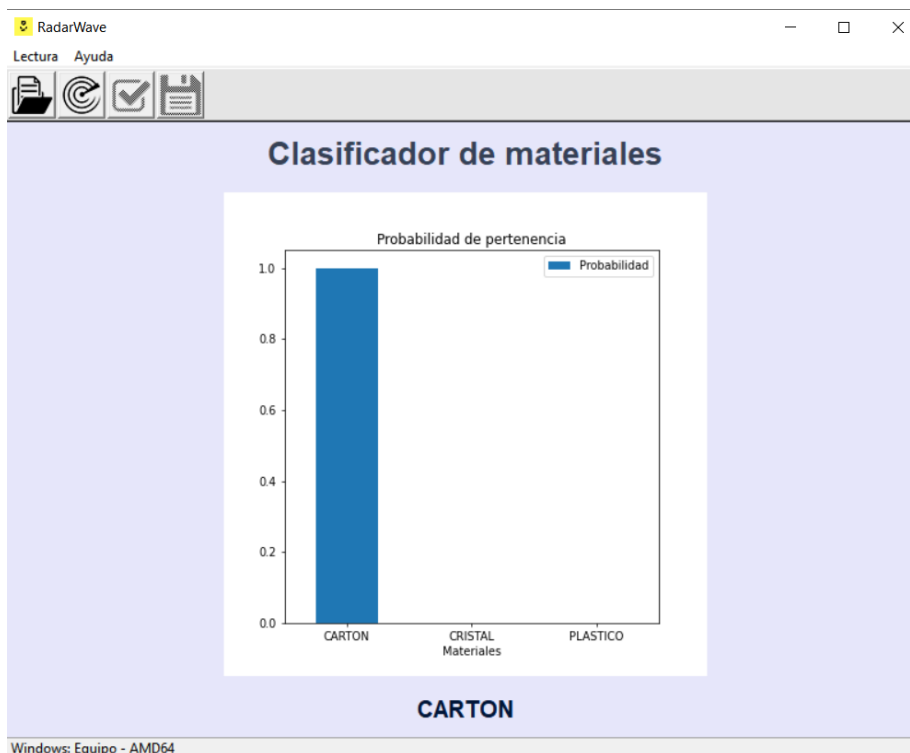 RadarWave
Lectura Ayuda
Clasificador de materiales
Probabilidad de pertenencia
Probabilidad
1.0
0.8
0.6
0.4
0.2
0.0
CARTON CRISTAL PLASTICO
Materiales
CARTON
Windows: Equipo - AMD64